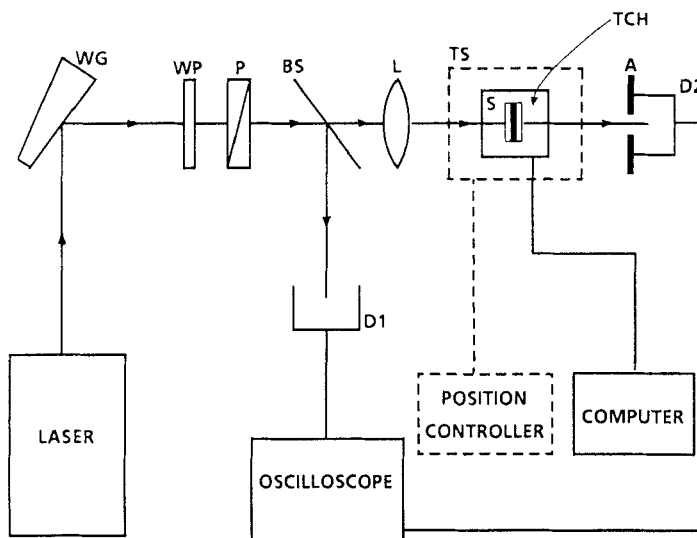 WG
WP
P
BS
L
TS
TCH
S
A
D2
D1
LASER
OSCILLOSCOPE
POSITION
CONTROLLER
COMPUTER